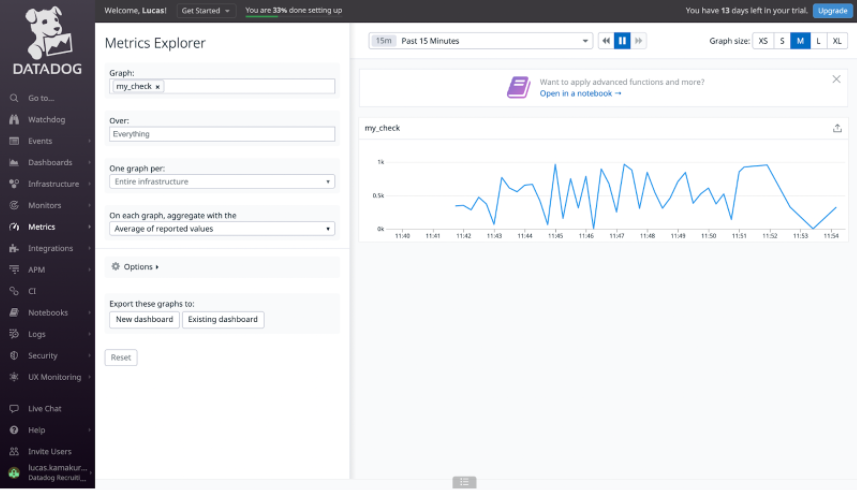 DATADOG
Go to...
Watchdog
Events
Dashboards
Infrastructure
Monitors
Metrics
Integrations
APM
CI
Notebooks
Logs
Security
UX Monitoring
Live Chat
Help
Invite Users
lucas.kamakur...
Datadog Recruiti...
Welcome, Lucas!
Get Started
You are 33% done setting up
You have 13 days left in your trial.
Upgrade
Metrics Explorer
Graph:
my_check ×
Over:
Everything
One graph per:
Entire infrastructure
On each graph, aggregate with the
Average of reported values
Options
Export these graphs to:
New dashboard Existing dashboard
Reset
15m Past 15 Minutes
Graph size: XS S M L XL
Want to apply advanced functions and more?
Open in a notebook →
my_check
1k
0.5k
0k
11:40 11:41 11:42 11:43 11:44 11:45 11:46 11:47 11:48 11:49 11:50 11:51 11:52 11:53 11:54